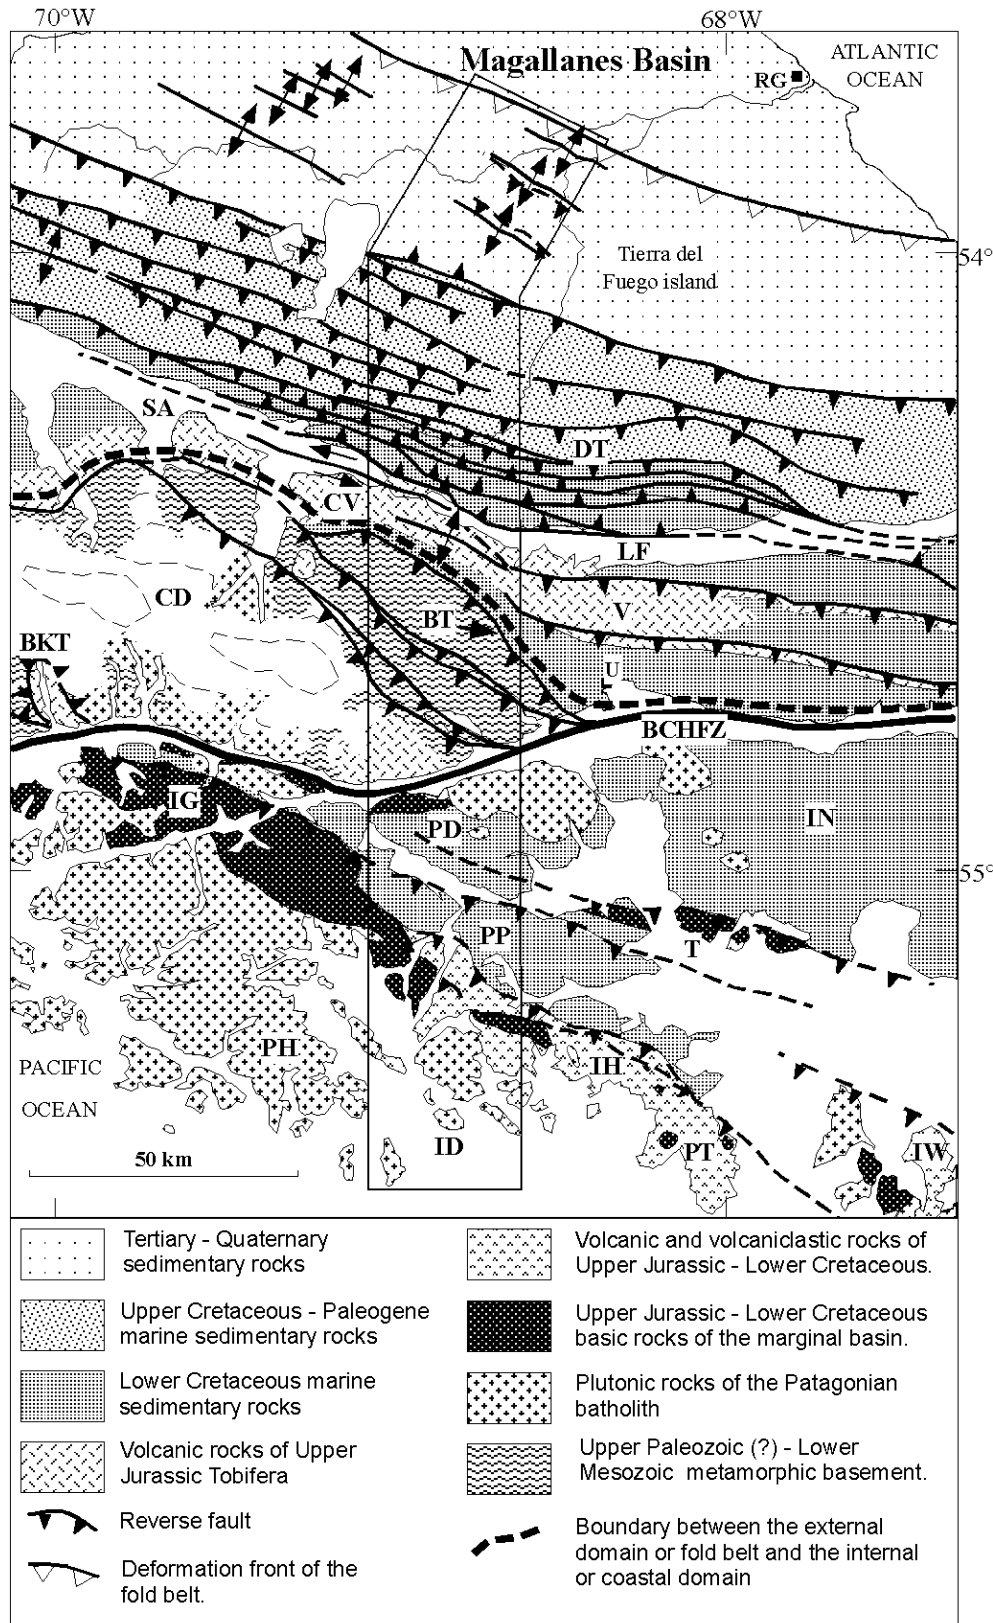 70°W
68°W
Magallanes Basin
ATLANTIC
OCEAN
RG
54°
Tierra del
Fuego island
SA
DT
CV
LF
CD
BT
V
BKT
U
BCHFZ
IG
PD
IN
55°
PP
T
PH
IH
PACIFIC
OCEAN
ID
PT
IW
50 km
Tertiary - Quaternary
sedimentary rocks
Upper Cretaceous - Paleogene
marine sedimentary rocks
Lower Cretaceous marine
sedimentary rocks
Volcanic rocks of Upper
Jurassic Tobifera
Reverse fault
Deformation front of the
fold belt.
Volcanic and volcaniclastic rocks of
Upper Jurassic - Lower Cretaceous.
Upper Jurassic - Lower Cretaceous
basic rocks of the marginal basin.
Plutonic rocks of the Patagonian
batholith
Upper Paleozoic (?) - Lower
Mesozoic metamorphic basement.
Boundary between the external
domain or fold belt and the internal
or coastal domain